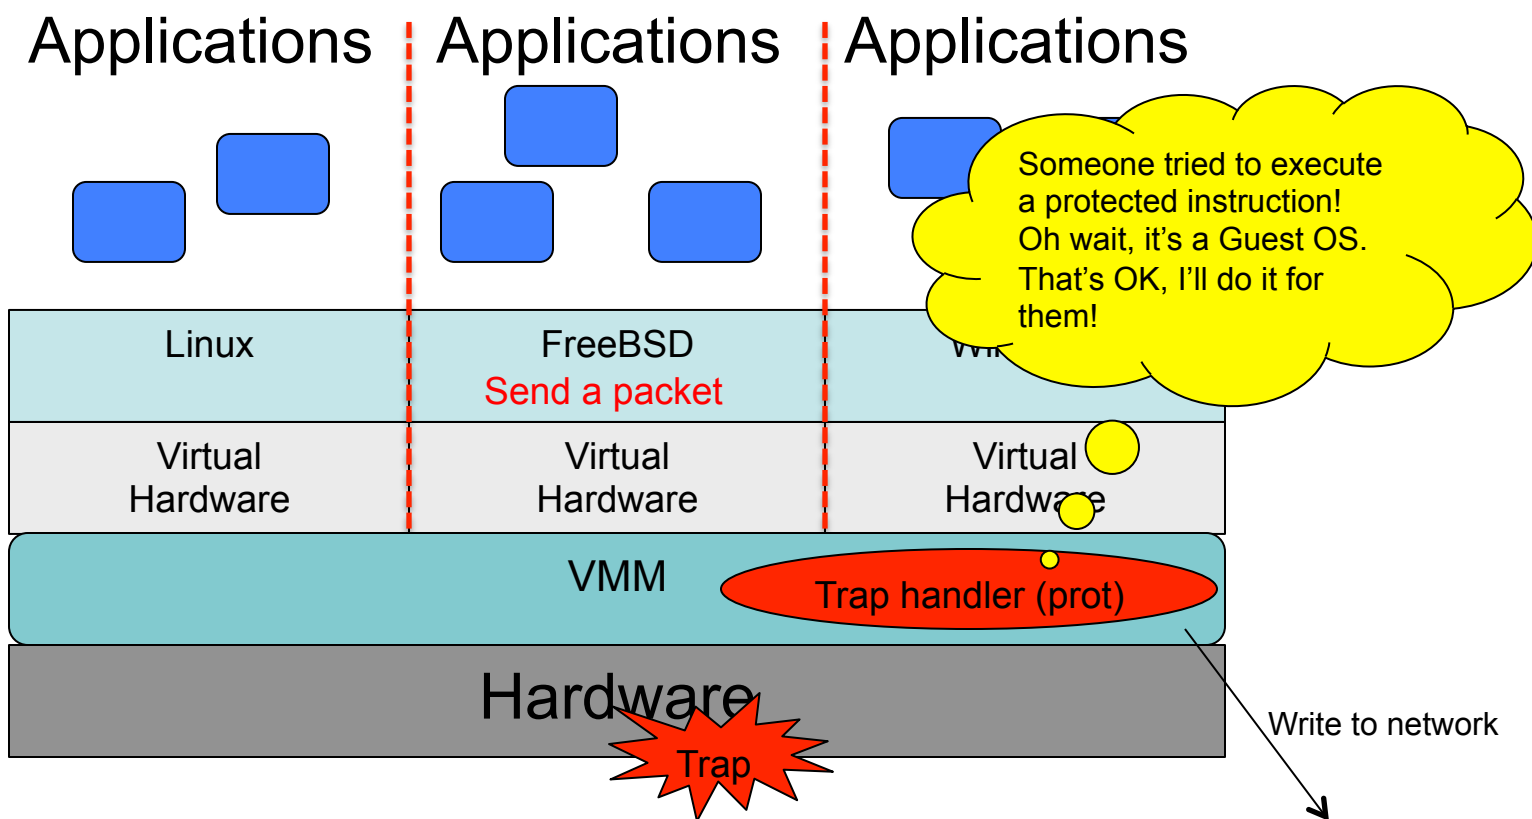 Applications
Applications
Applications
Someone tried to execute
a protected instruction!
Oh wait, it’s a Guest OS.
That’s OK, I’ll do it for
them!
Linux
FreeBSD
Send a packet
Virtual
Hardware
Virtual
Hardware
Virtual
Hardware
VMM
Trap handler (prot)
Hardware
Trap
Write to network